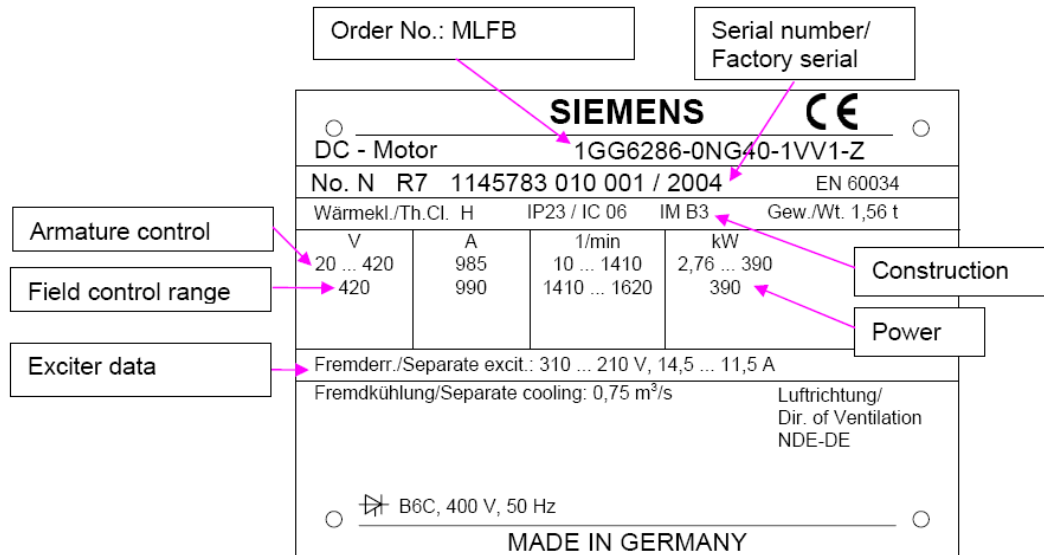 Order No.: MLFB
Serial number/
Factory serial
SIEMENS CE
DC - Motor 1GG6286-0NG40-1VV1-Z
No. N R7 1145783 010 001 / 2004 EN 60034
Wärmekl./Th.Cl. H IP23 / IC 06 IM B3 Gew./Wt. 1,56 t
Armature control
V A 1/min kW
20 ... 420 985 10 ... 1410 2,76 ... 390
Construction
Field control range
420 990 1410 ... 1620 390
Power
Exciter data
Fremderr./Separate excit.: 310 ... 210 V, 14,5 ... 11,5 A
Fremdkühlung/Separate cooling: 0,75 m³/s
Luftrichtung/
Dir. of Ventilation
NDE-DE
B6C, 400 V, 50 Hz
MADE IN GERMANY